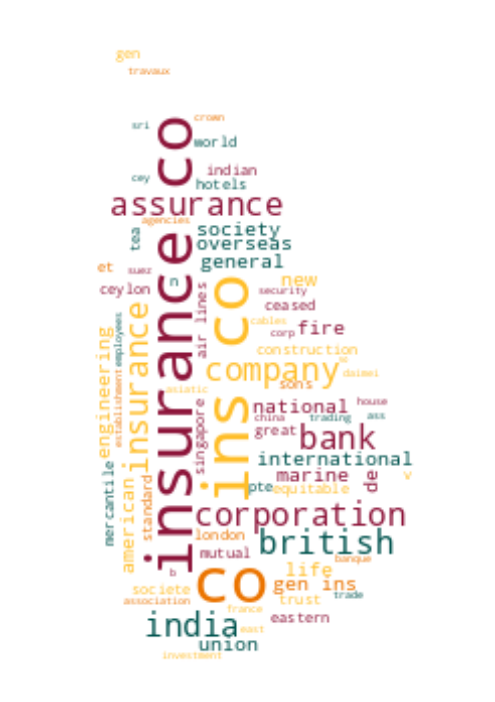 gen
travaux
crown
sri
insurance co
world
indian
cey
hotels
assurance
agencies
society
tea
overseas
general
et
suez
n
new
ceylon
security
ins co
ceased
air lines
insurance
cables
fire
corp
employees
engineering
construction
company
establishment
asiatic
sons
daimei
national
house
singapore
china
trading
ass
great
bank
international
mercantile
american
standard
marine
de
v
pte
equitable
corporation
london
british
mutual
banque
b
co
life
gen ins
societe
association
trust
trade
france
india
eastern
east
union
investment